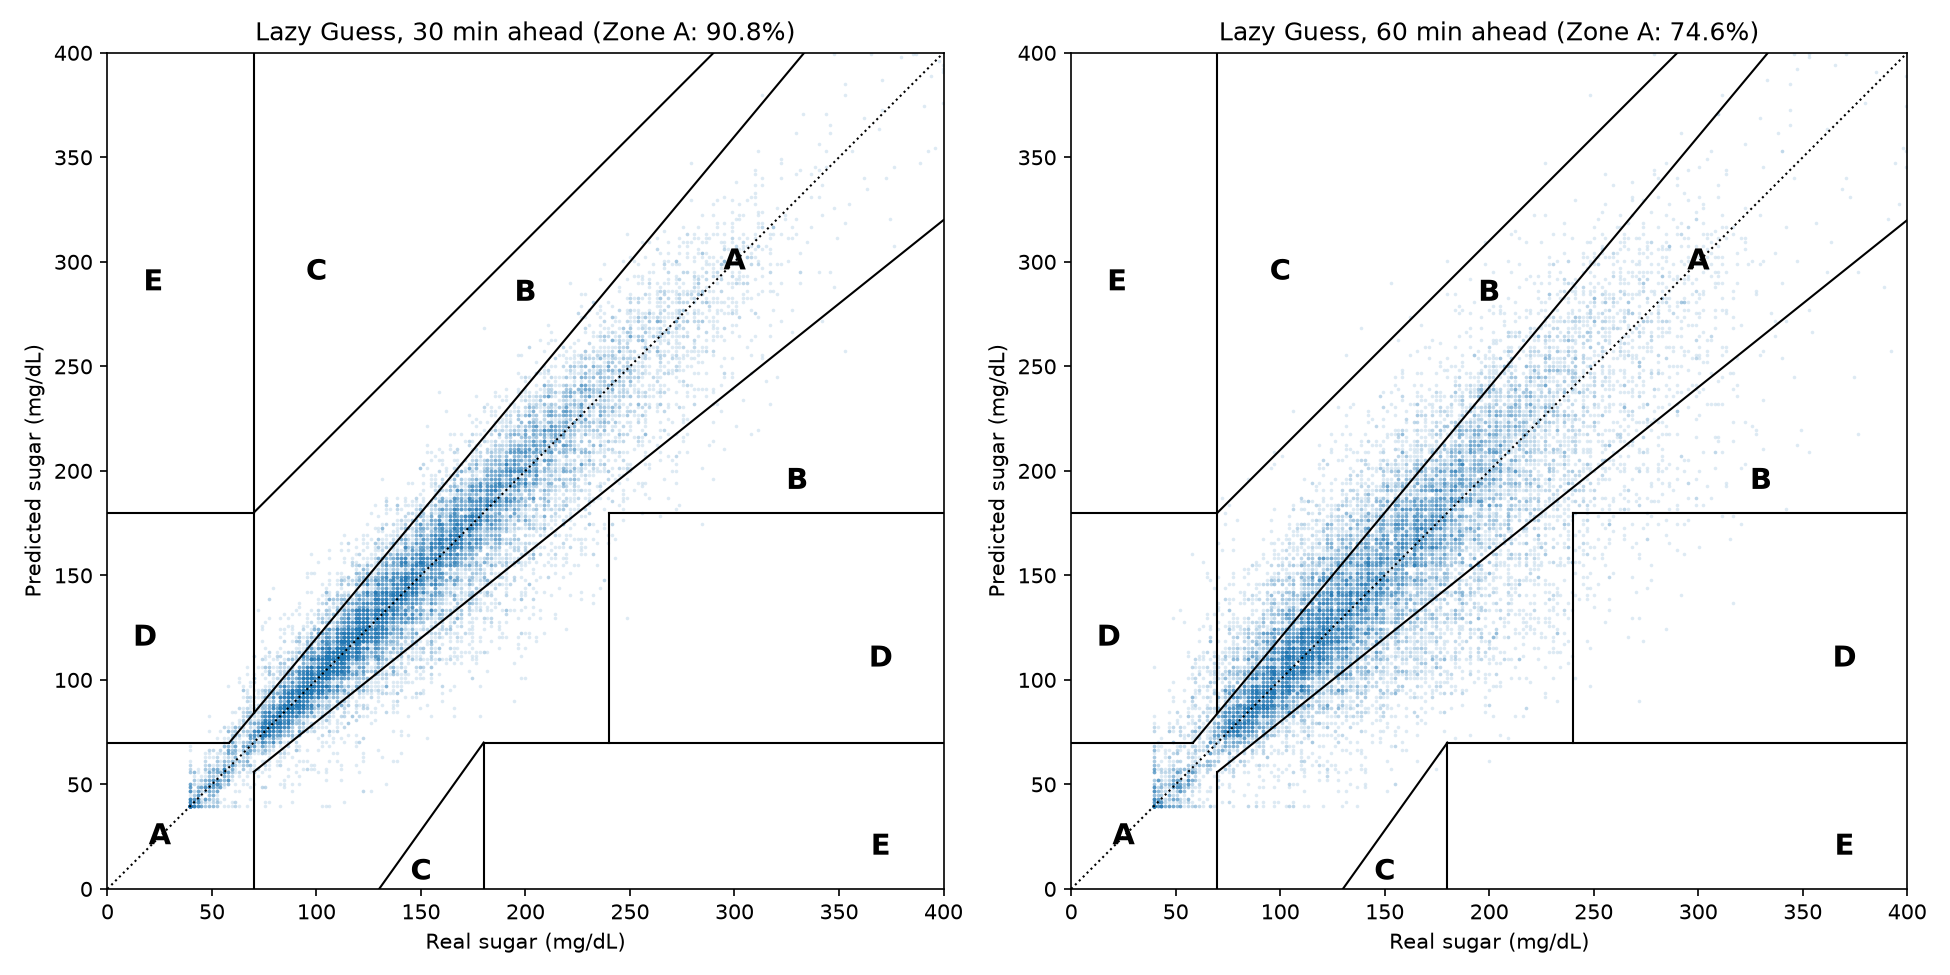 Lazy Guess, 30 min ahead (Zone A: 90.8%)
Predicted sugar (mg/dL)
400
350
300
250
200
150
100
50
0
E
C
B
A
B
D
D
A
C
E
0 50 100 150 200 250 300 350 400
Real sugar (mg/dL)
Lazy Guess, 60 min ahead (Zone A: 74.6%)
Predicted sugar (mg/dL)
400
350
300
250
200
150
100
50
0
E
C
B
A
B
D
D
A
C
E
0 50 100 150 200 250 300 350 400
Real sugar (mg/dL)